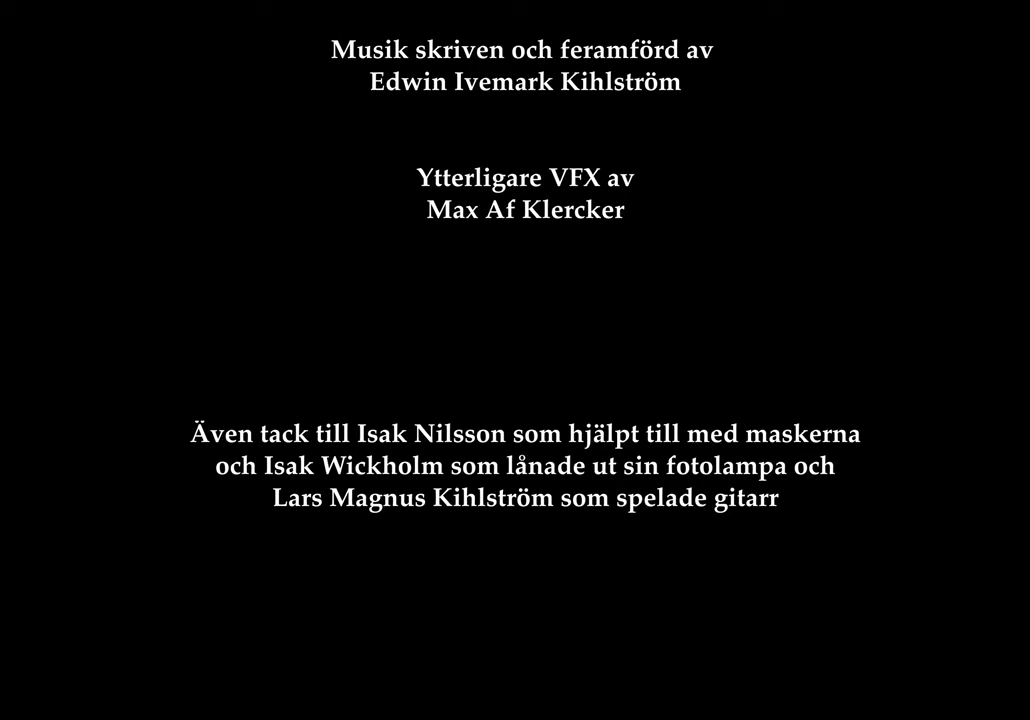 Musik skriven och feramförd av
Edwin Ivemark Kihlström
Ytterligare VFX av
Max Af Klercker
Även tack till Isak Nilsson som hjälpt till med maskerna
och Isak Wickholm som lånade ut sin fotolampa och
Lars Magnus Kihlström som spelade gitarr